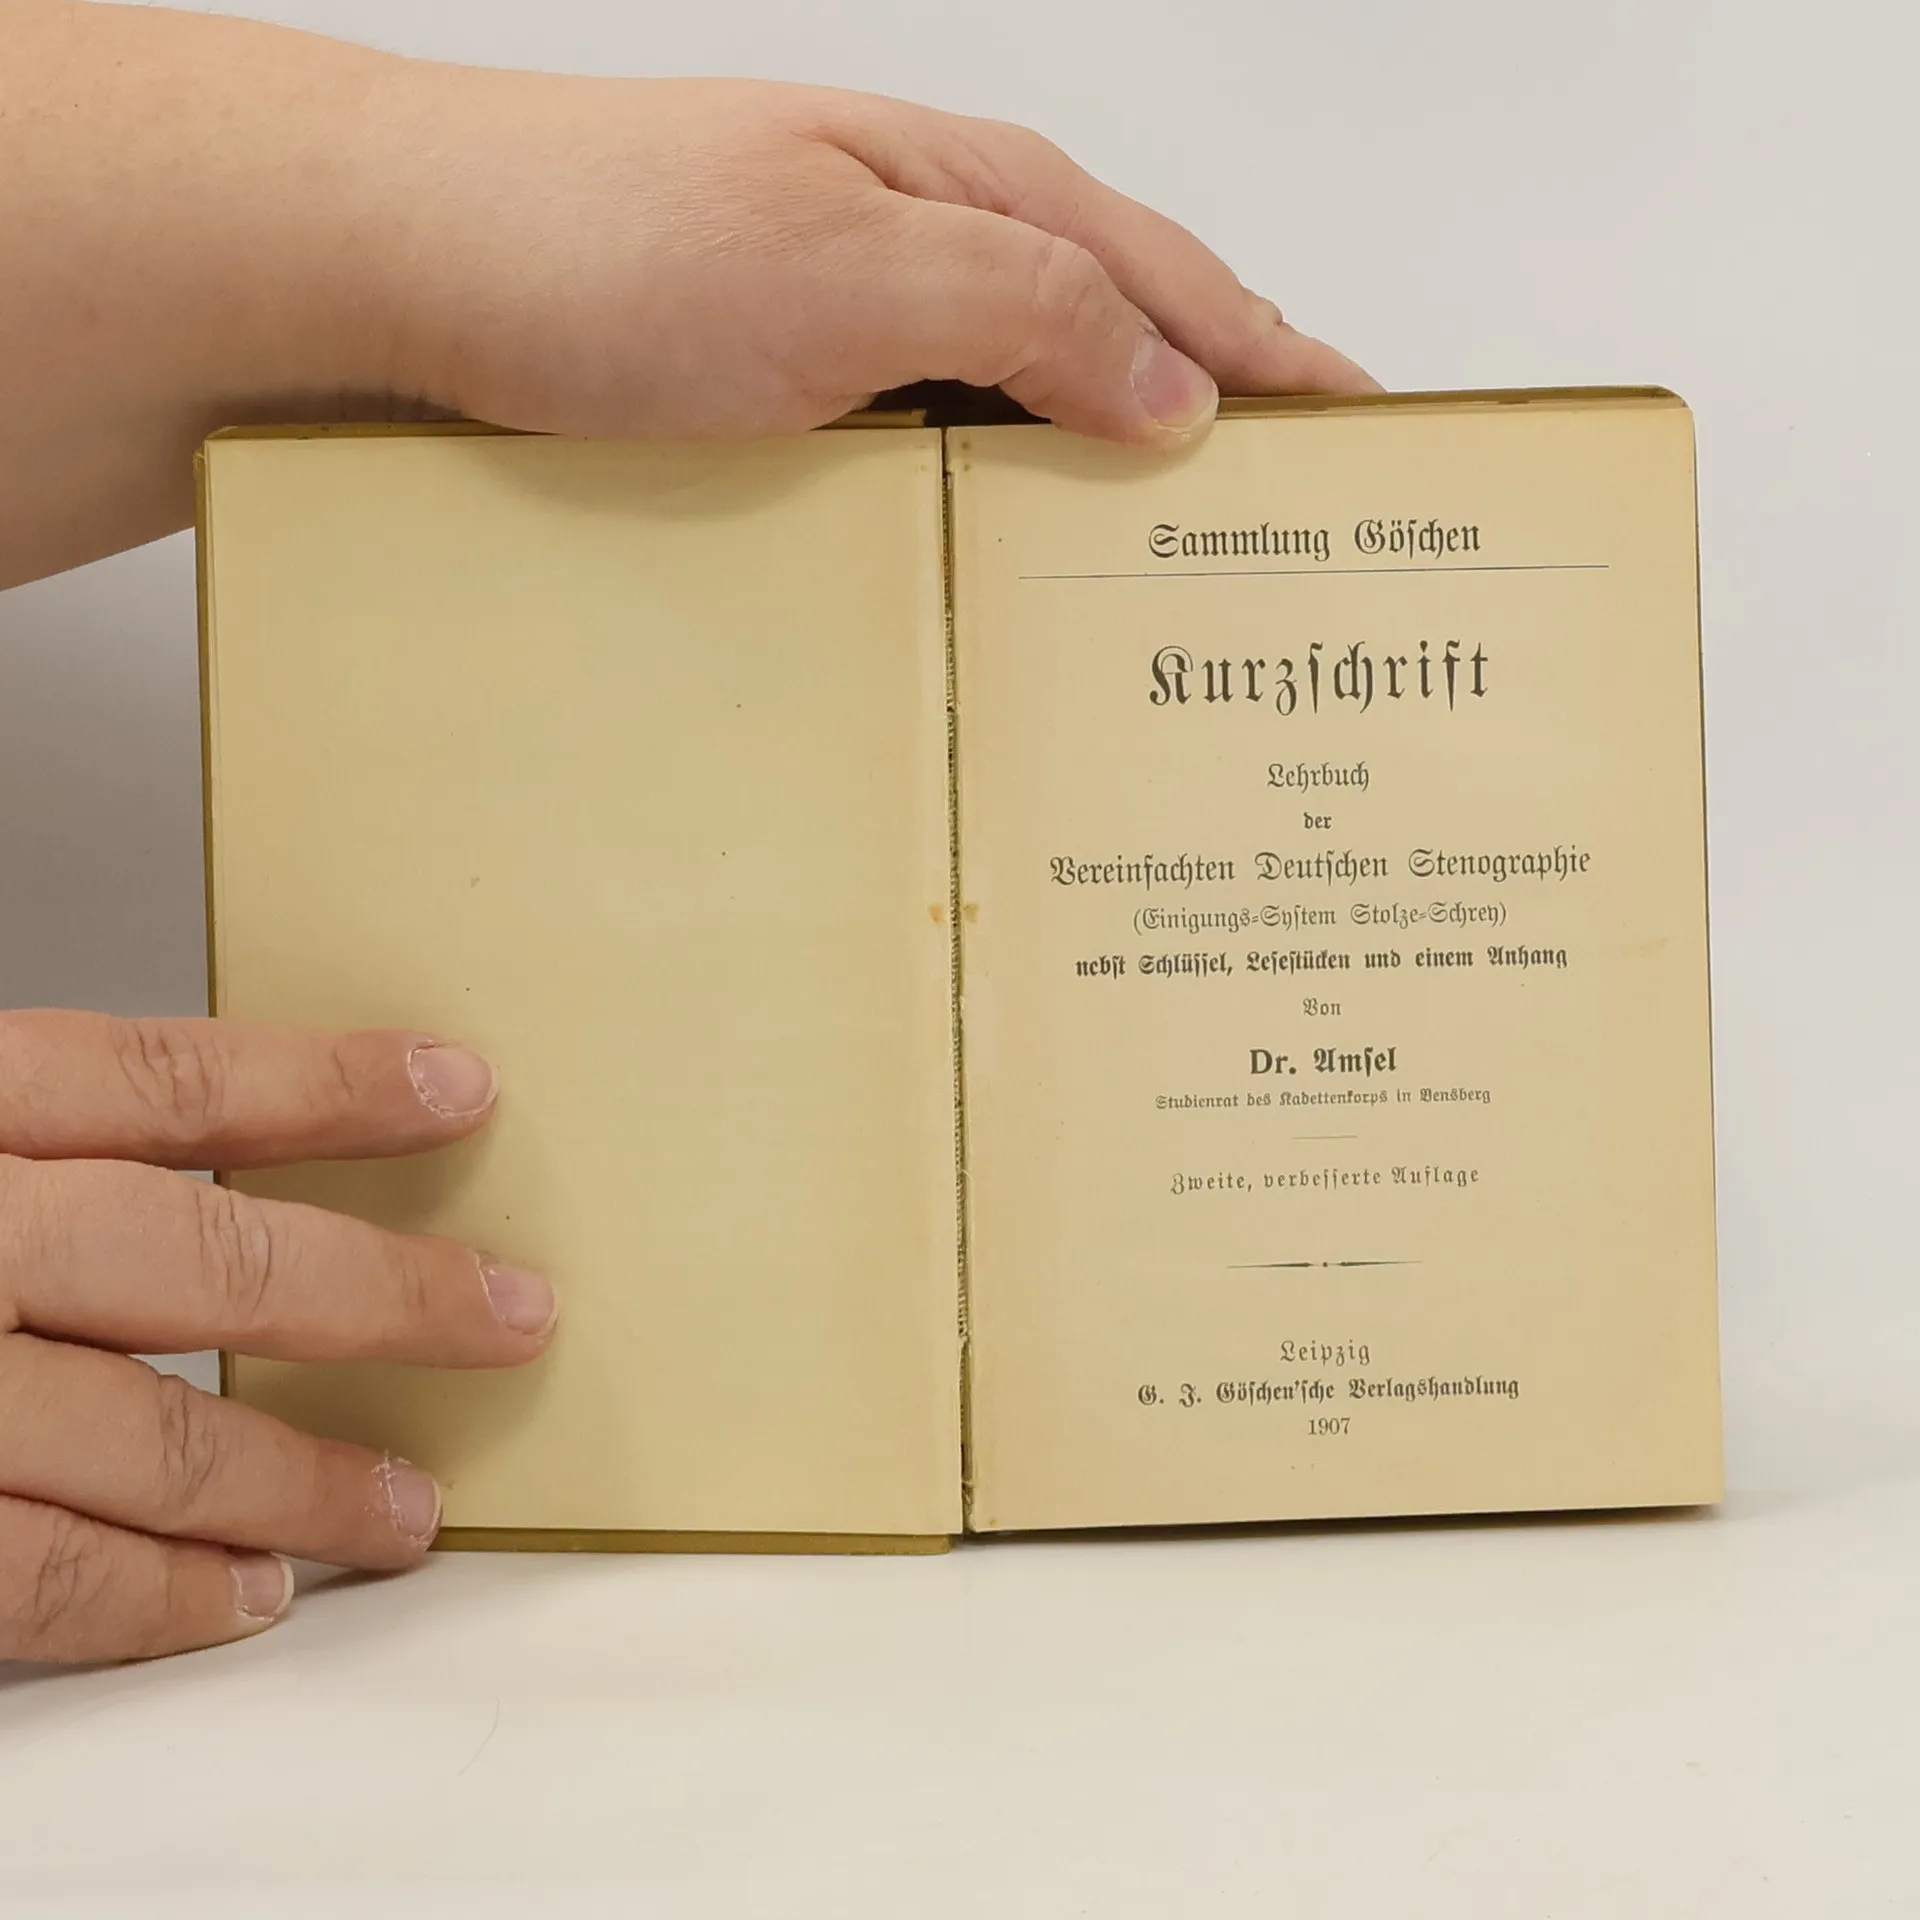 Sammlung Göschen
Kurzschrift
Lehrbuch
der
Vereinfachten Deutschen Stenographie
(Einigungs-System Stolze-Schrey)
nebst Schlüssel, Lesestücken und einem Anhang
Von
Dr. Amsel
Studienrat des Kadettenkorps in Bensberg
Zweite, verbesserte Auflage
Leipzig
G. J. Göschen'sche Verlagshandlung
1907